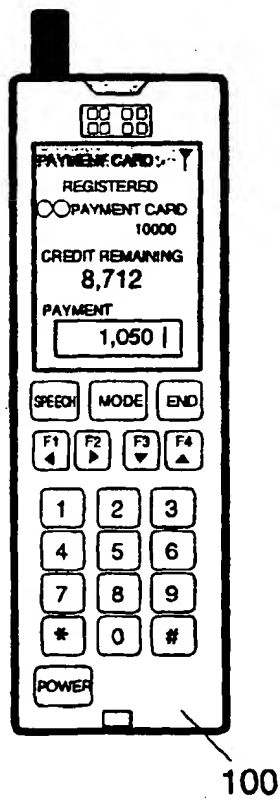 PAYMENT CARD
REGISTERED
○○PAYMENT CARD
10000
CREDIT REMAINING
8,712
PAYMENT
1,050
SPEECH MODE END
F1 F2 F3 F4
◀ ▶ ▼ ▲
1 2 3
4 5 6
7 8 9
* 0 #
POWER
100